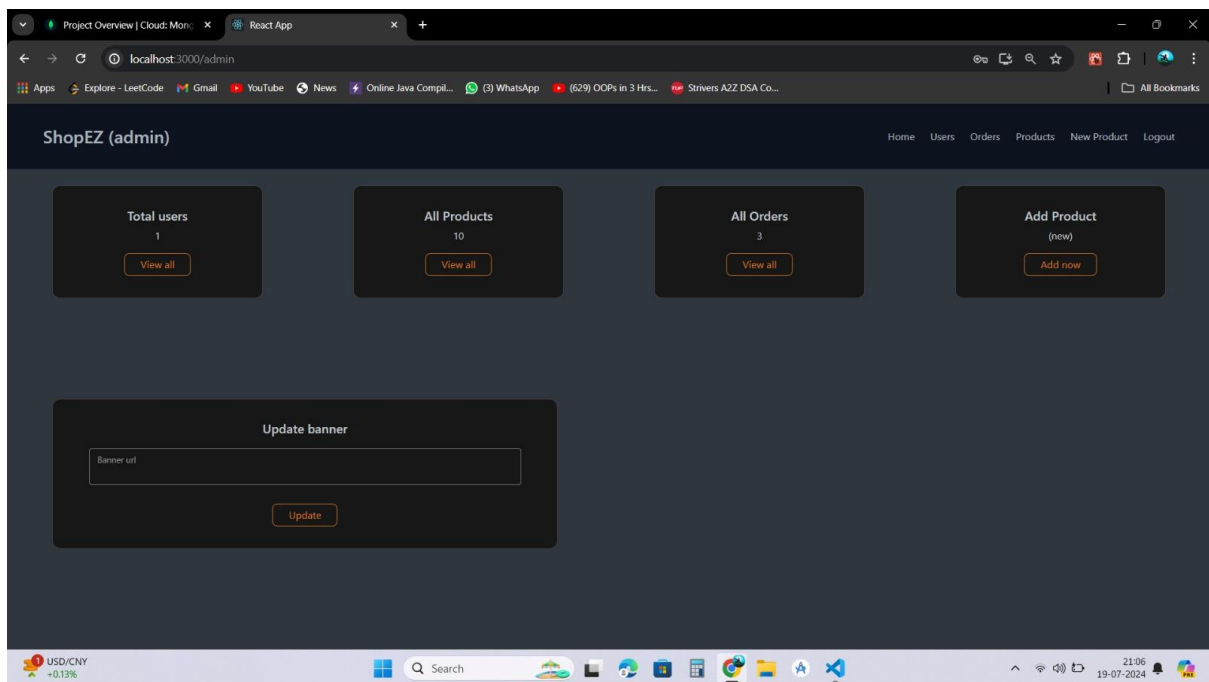 Project Overview | Cloud: Mong
React App
localhost:3000/admin
Apps
Explore - LeetCode
Gmail
YouTube
News
Online Java Compil...
(3) WhatsApp
(629) OOPs in 3 Hrs...
Strivers A2Z DSA Co...
All Bookmarks
ShopEZ (admin)
Home
Users
Orders
Products
New Product
Logout
Total users
1
View all
All Products
10
View all
All Orders
3
View all
Add Product
(new)
Add now
Update banner
Banner url
Update
1
USD/CNY
+0.13%
Search
21:06
19-07-2024